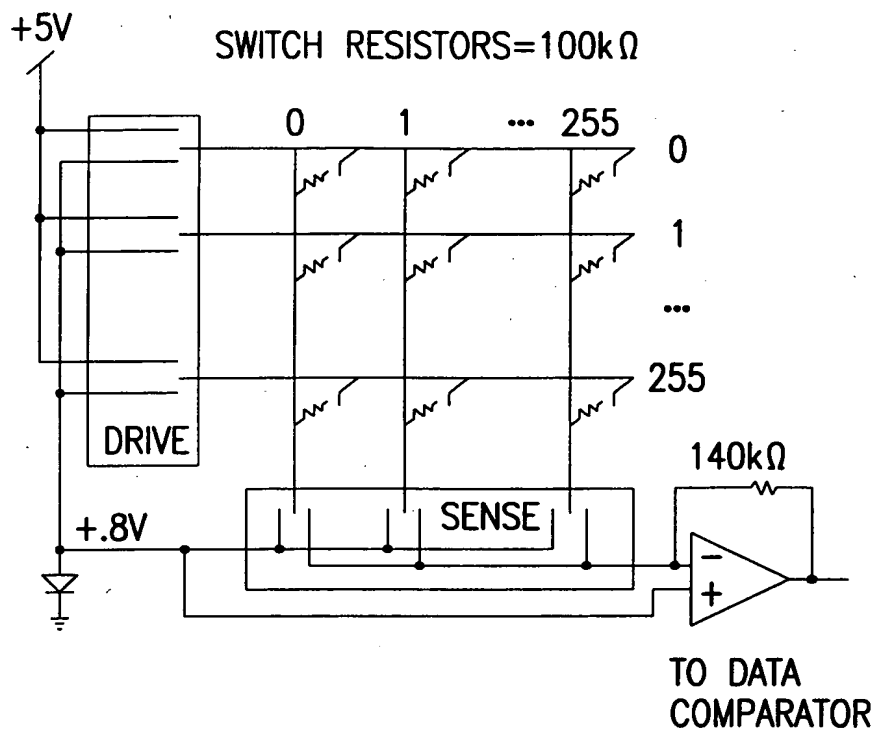 +5V
SWITCH RESISTORS=100kΩ
0 1 ... 255
0
1
...
255
DRIVE
140kΩ
SENSE
+.8V
−
+
TO DATA
COMPARATOR